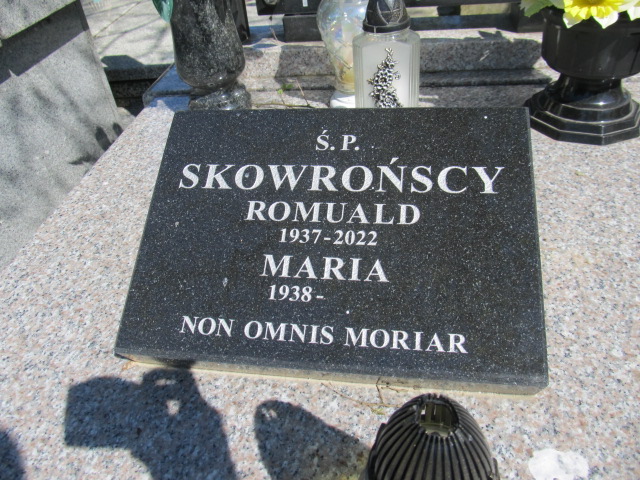 Ś. P.
SKOWROŃSCY
ROMUALD
1937-2022
MARIA
1938-
NON OMNIS MORIAR